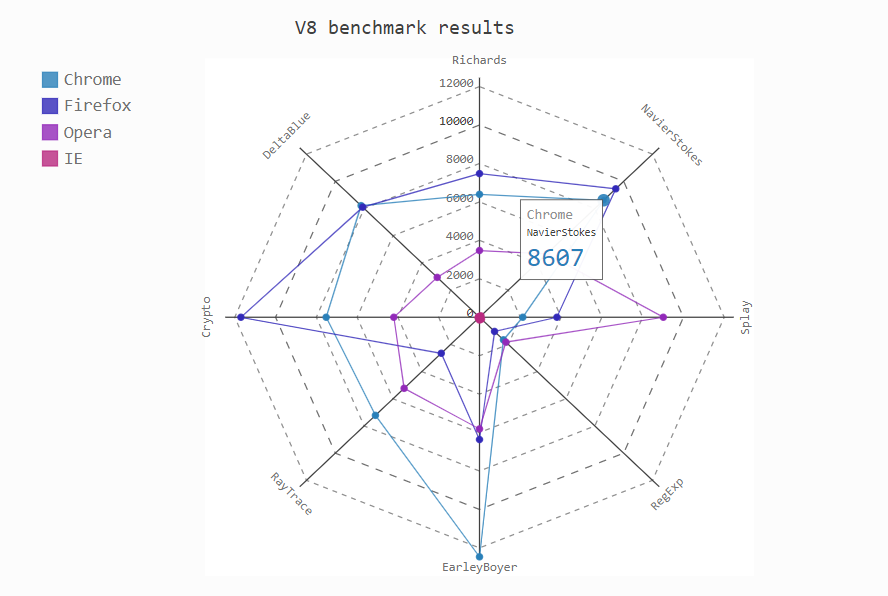 V8 benchmark results
Chrome
Firefox
Opera
IE
Richards
12000
10000
8000
6000
4000
2000
0
DeltaBlue
NavierStokes
Chrome
NavierStokes
8607
Crypto
Splay
RayTrace
RegExp
EarleyBoyer